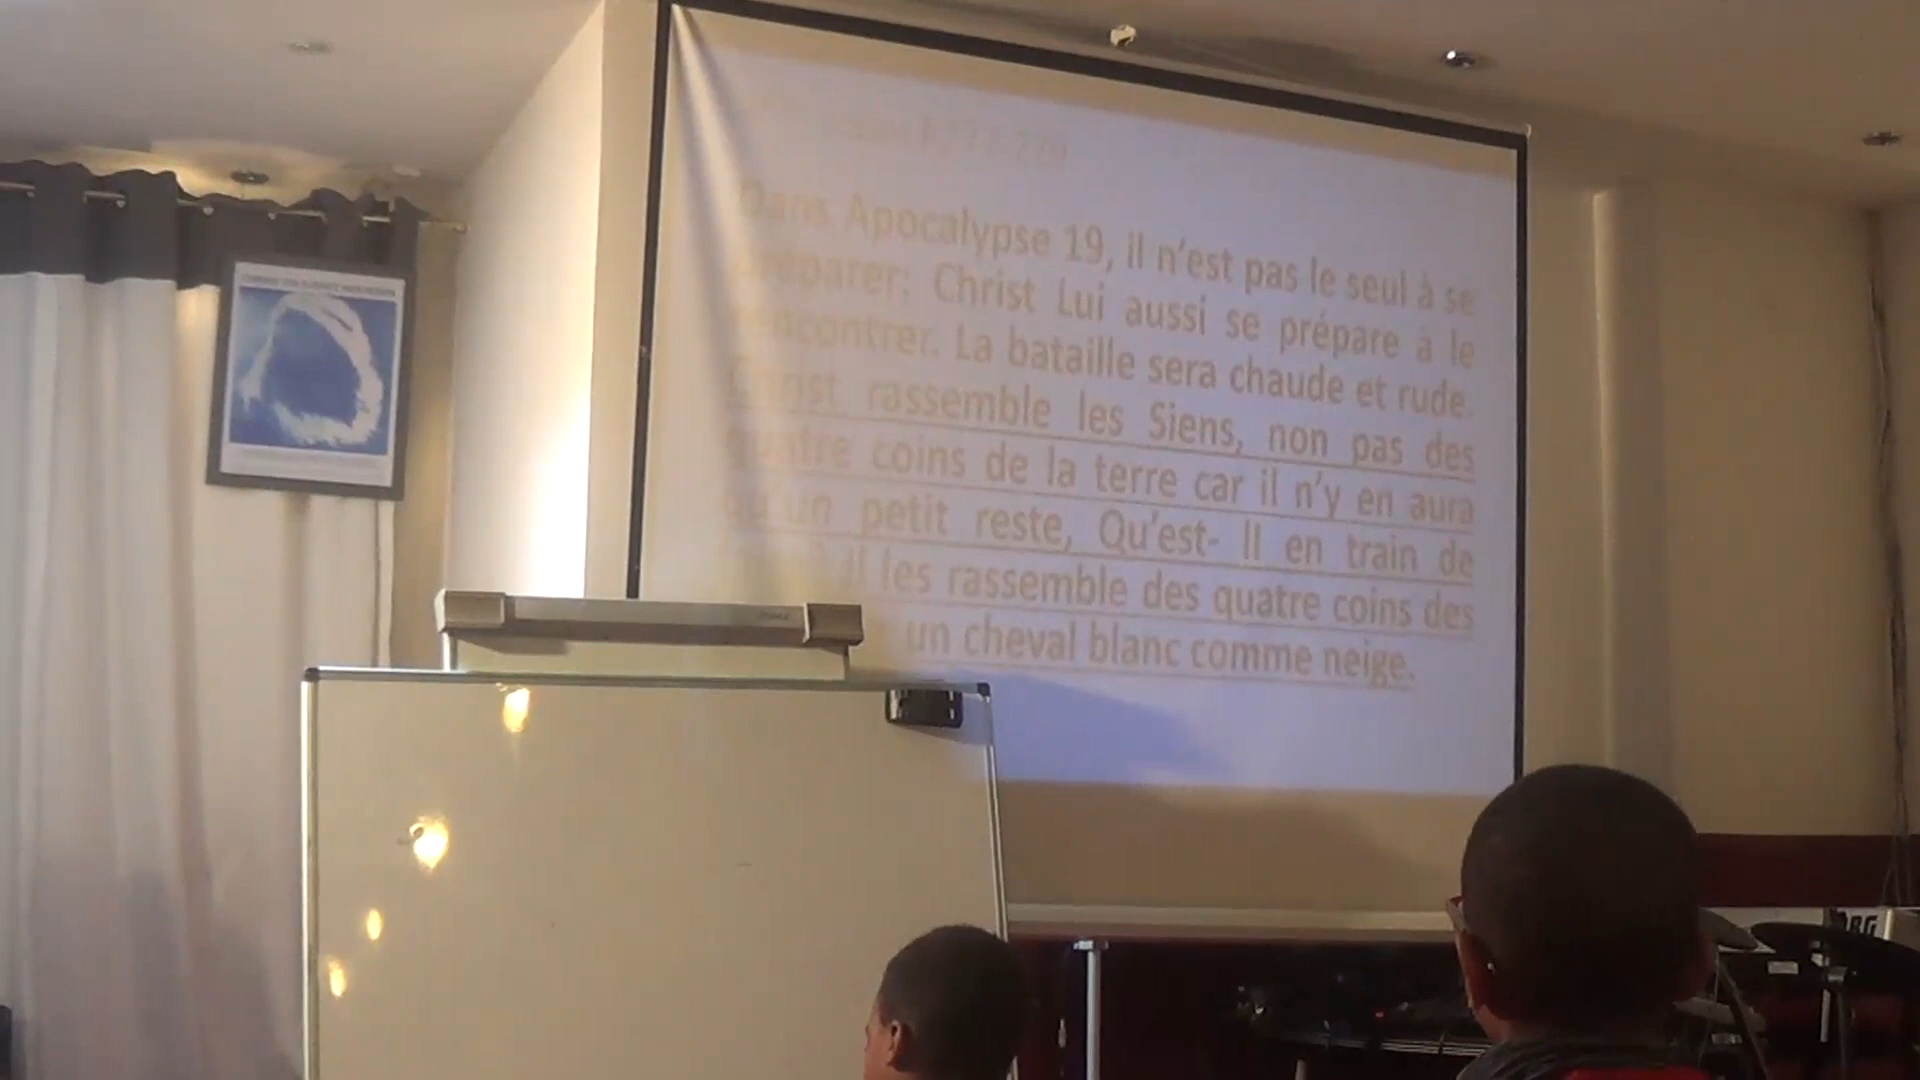 Dans Apocalypse 19, il n'est pas le seul à se
préparer; Christ Lui aussi se prépare à le
rencontrer. La bataille sera chaude et rude.
Christ rassemble les Siens, non pas des
quatre coins de la terre car il n'y en aura
qu'un petit reste, Qu'est- Il en train de
Il les rassemble des quatre coins des
un cheval blanc comme neige.